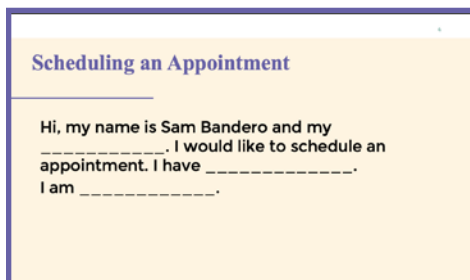 Scheduling an Appointment
Hi, my name is Sam Bandero and my
___________. I would like to schedule an
appointment. I have _____________.
I am ____________.